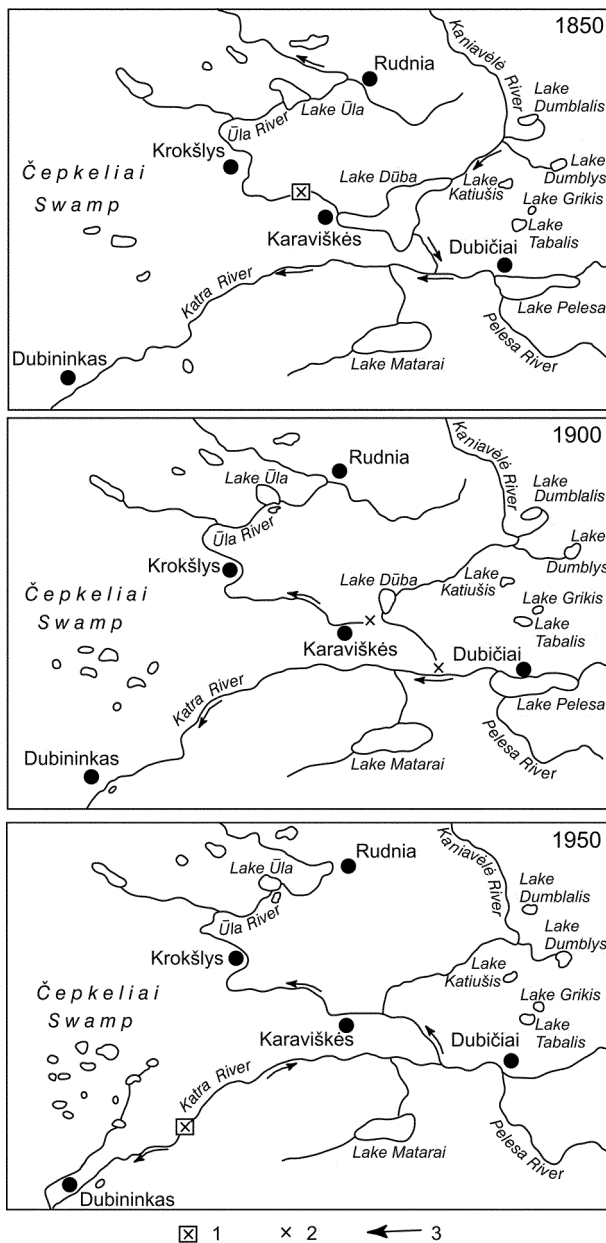 1850
Rudnia
Kaniavėlė River
Lake
Dumblalis
Lake Ūla
Ūla River
Krokšlys
Lake
Dumblys
Lake Dūba
Lake
Katiušis
Lake Grikis
Lake
Tabalis
Čepkeliai
Swamp
Karaviškės
Dubičiai
Katra River
Lake Pelesa
Pelesa River
Lake Matarai
Dubininkas
1900
Rudnia
Kaniavėlė River
Lake Ūla
Lake
Dumblalis
Ūla River
Lake
Dumblys
Krokšlys
Lake Dūba
Lake
Katiušis
Lake Grikis
Lake
Tabalis
Čepkeliai
Swamp
Karaviškės
Dubičiai
Katra River
Lake Pelesa
Pelesa River
Lake Matarai
Dubininkas
1950
Rudnia
Kaniavėlė River
Lake Ūla
Lake
Dumblalis
Ūla River
Lake
Dumblys
Krokšlys
Lake
Katiušis
Lake Grikis
Lake
Tabalis
Čepkeliai
Swamp
Karaviškės
Dubičiai
Katra River
Pelesa River
Lake Matarai
Dubininkas
1 × 2 3